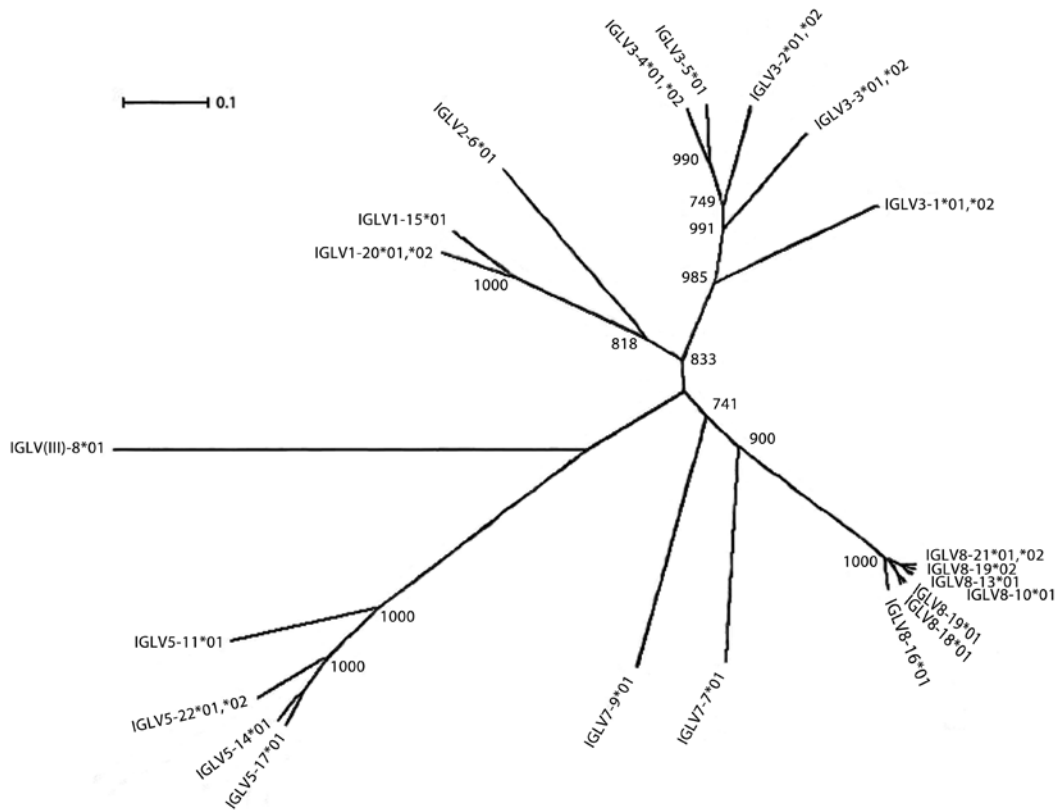 0.1
IGLV3-4*01,*02
IGLV3-5*01
IGLV3-2*01,*02
IGLV3-3*01,*02
IGLV2-6*01
990
749
991
IGLV3-1*01,*02
IGLV1-15*01
IGLV1-20*01,*02
1000
985
818
833
741
900
IGLV(III)-8*01
1000
IGLV8-21*01,*02
IGLV8-19*02
IGLV8-13*01
IGLV8-10*01
IGLV8-19*01
IGLV8-18*01
IGLV8-16*01
1000
IGLV5-11*01
1000
IGLV5-22*01,*02
IGLV5-14*01
IGLV5-17*01
IGLV7-9*01
IGLV7-7*01